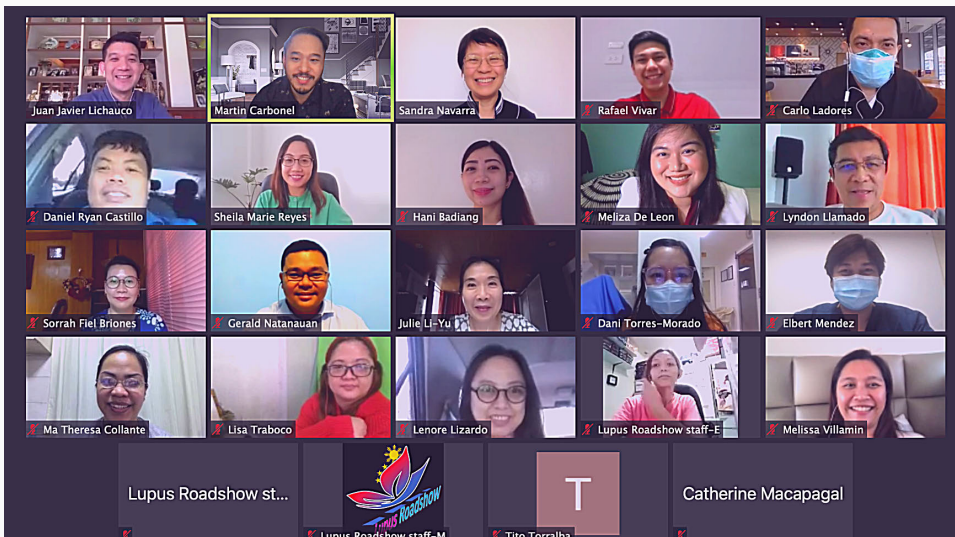 Juan Javier Lichauco
Martin Carbonel
Sandra Navarra
Rafael Vivar
Carlo Ladores
Daniel Ryan Castillo
Sheila Marie Reyes
Hani Badiang
Meliza De Leon
Lyndon Llamado
Sorrah Fiel Briones
Gerald Natanauan
Julie Li-Yu
Dani Torres-Morado
Elbert Mendez
Ma Theresa Collante
Lisa Traboco
Lenore Lizardo
Lupus Roadshow staff-E
Melissa Villamin
Lupus Roadshow st...
Lupus Roadshow
Lupus Roadshow staff-M
T
Tito Torralba
Catherine Macapagal